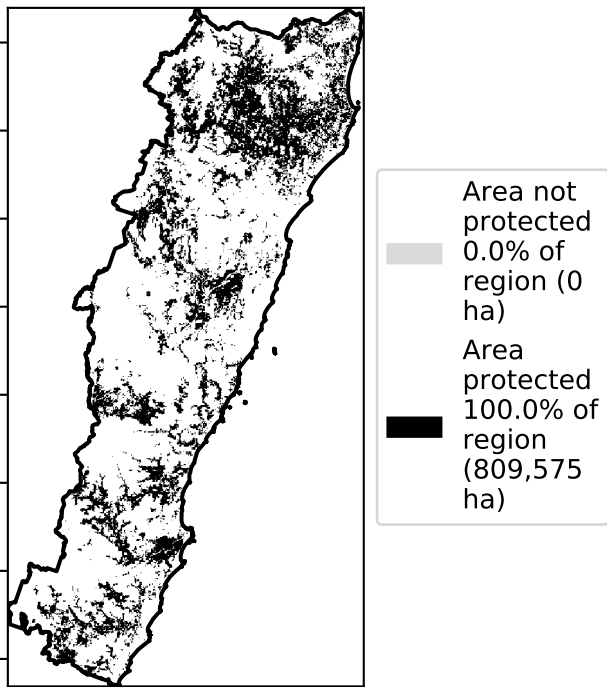 Area not
protected
0.0% of
region (0
ha)
Area
protected
100.0% of
region
(809,575
ha)